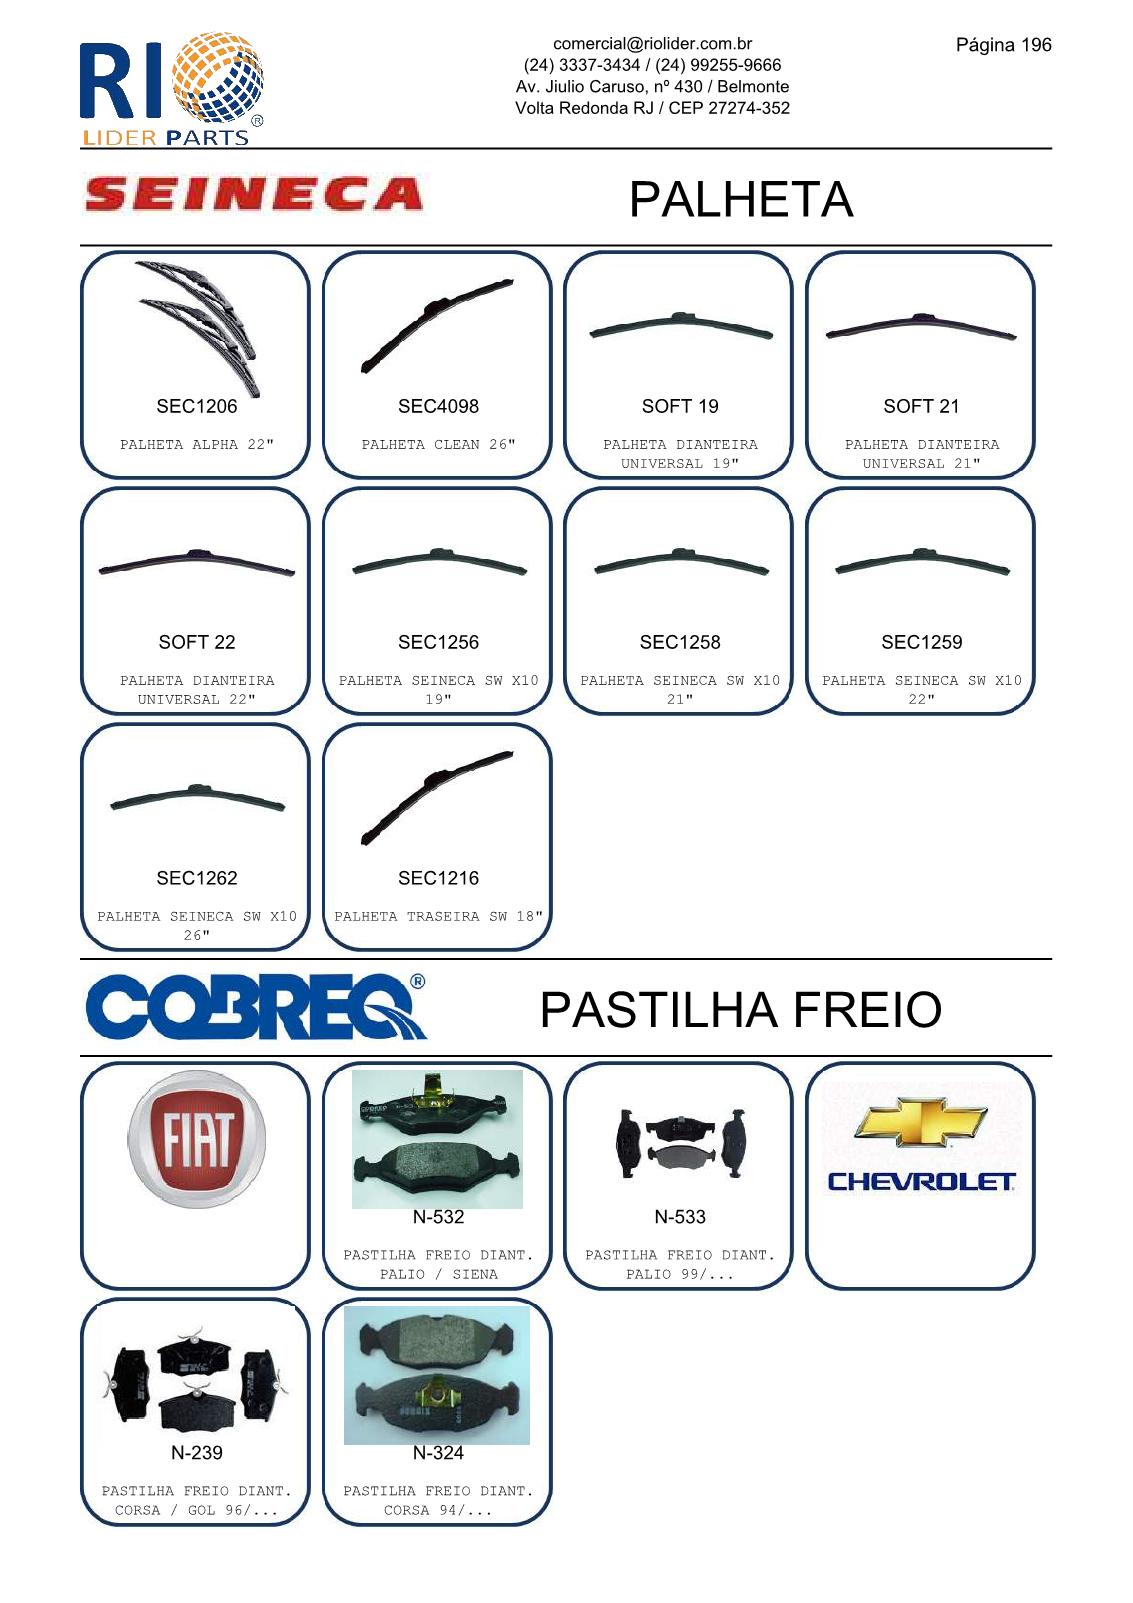 RIO
LIDER PARTS®
comercial@riolider.com.br
(24) 3337-3434 / (24) 99255-9666
Av. Jiulio Caruso, nº 430 / Belmonte
Volta Redonda RJ / CEP 27274-352
Página 196
SEINECA
PALHETA
SEC1206
PALHETA ALPHA 22"
SEC4098
PALHETA CLEAN 26"
SOFT 19
PALHETA DIANTEIRA
UNIVERSAL 19"
SOFT 21
PALHETA DIANTEIRA
UNIVERSAL 21"
SOFT 22
PALHETA DIANTEIRA
UNIVERSAL 22"
SEC1256
PALHETA SEINECA SW X10
19"
SEC1258
PALHETA SEINECA SW X10
21"
SEC1259
PALHETA SEINECA SW X10
22"
SEC1262
PALHETA SEINECA SW X10
26"
SEC1216
PALHETA TRASEIRA SW 18"
COBREQ®
PASTILHA FREIO
FIAT
N-532
PASTILHA FREIO DIANT.
PALIO / SIENA
N-533
PASTILHA FREIO DIANT.
PALIO 99/...
CHEVROLET
N-239
PASTILHA FREIO DIANT.
CORSA / GOL 96/...
N-324
PASTILHA FREIO DIANT.
CORSA 94/...